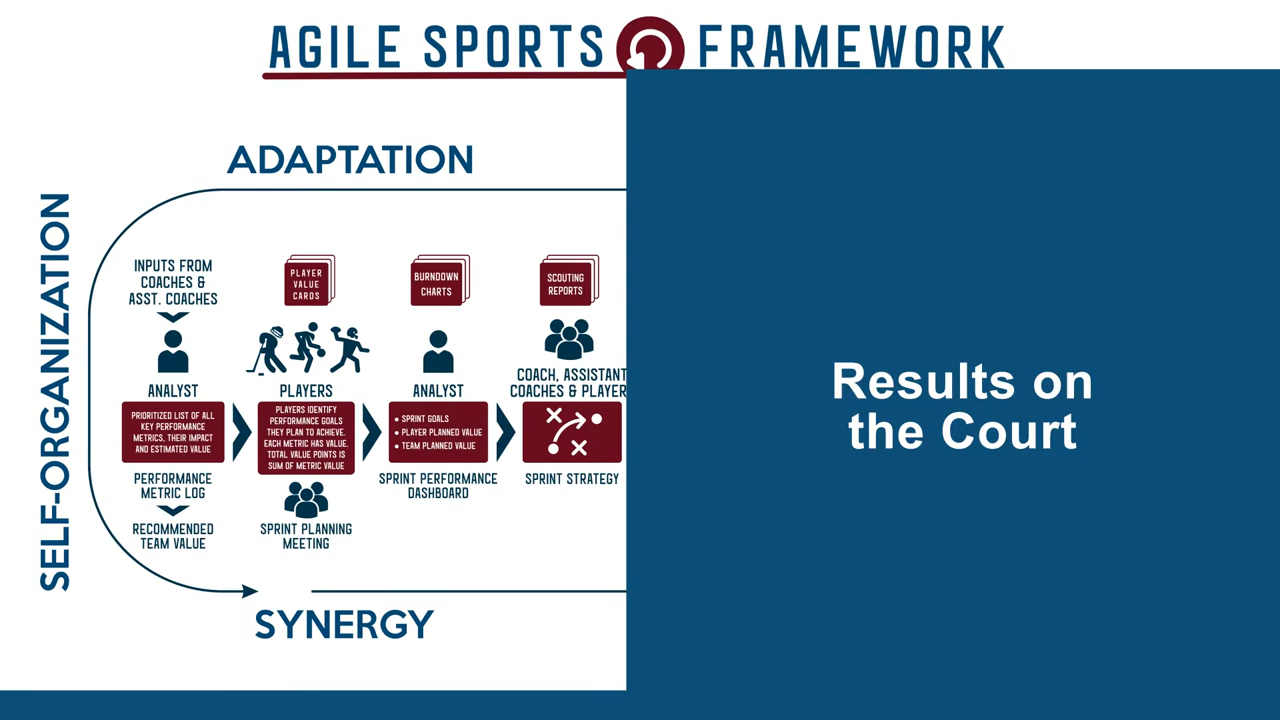 AGILE SPORTS FRAMEWORK
ADAPTATION
SELF-ORGANIZATION
INPUTS FROM
COACHES &
ASST. COACHES
ANALYST
PRIORITIZED LIST OF ALL
KEY PERFORMANCE
METRICS, THEIR IMPACT
AND ESTIMATED VALUE
PERFORMANCE
METRIC LOG
RECOMMENDED
TEAM VALUE
PLAYER
VALUE
CARDS
PLAYERS
PLAYERS IDENTIFY
PERFORMANCE GOALS
THEY PLAN TO ACHIEVE.
EACH METRIC HAS VALUE.
TOTAL VALUE POINTS IS
SUM OF METRIC VALUE
SPRINT PLANNING
MEETING
BURNDOWN
CHARTS
ANALYST
• SPRINT GOALS
• PLAYER PLANNED VALUE
• TEAM PLANNED VALUE
SPRINT PERFORMANCE
DASHBOARD
SCOUTING
REPORTS
COACH, ASSISTANT
COACHES & PLAYER
SPRINT STRATEGY
SYNERGY
Results on
the Court